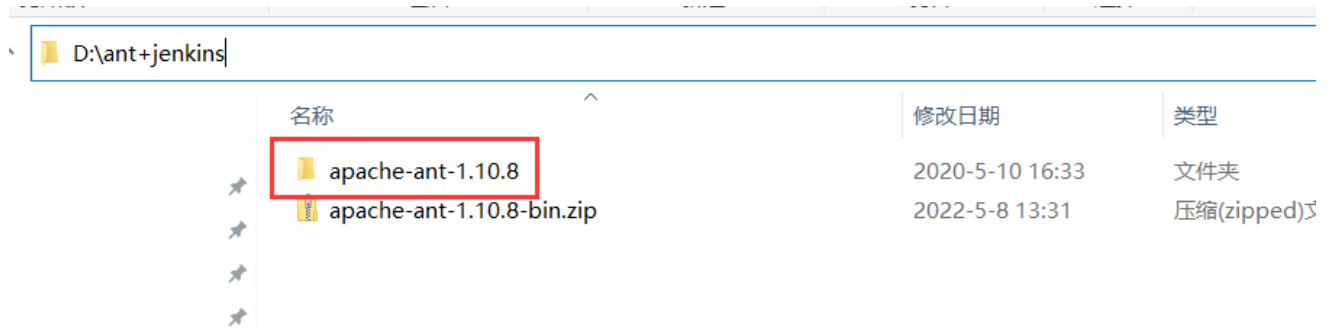 D:\ant+jenkins
名称 修改日期 类型
apache-ant-1.10.8 2020-5-10 16:33 文件夹
apache-ant-1.10.8-bin.zip 2022-5-8 13:31 压缩(zipped)文